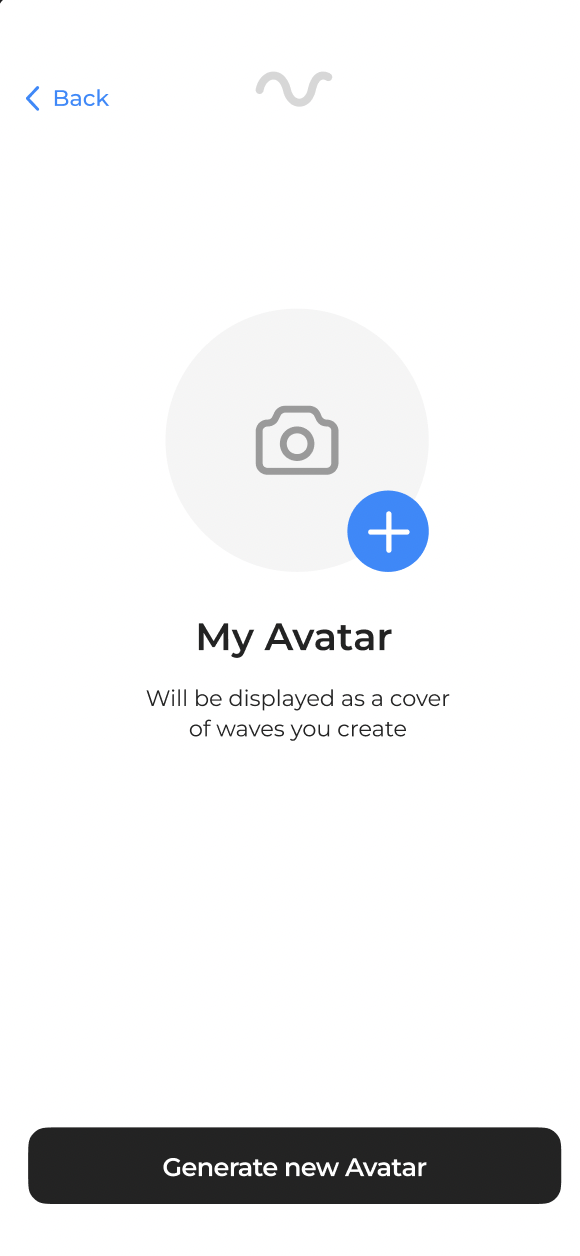 Back
My Avatar
Will be displayed as a cover
of waves you create
Generate new Avatar